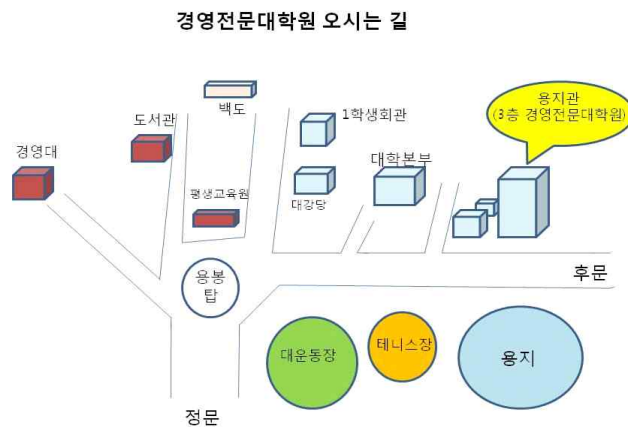 경영전문대학원 오시는 길
백도
도서관
1학생회관
용지관
(3층 경영전문대학원)
경영대
대학본부
평생교육원
대강당
용봉
탑
후문
대운동장
테니스장
용지
정문